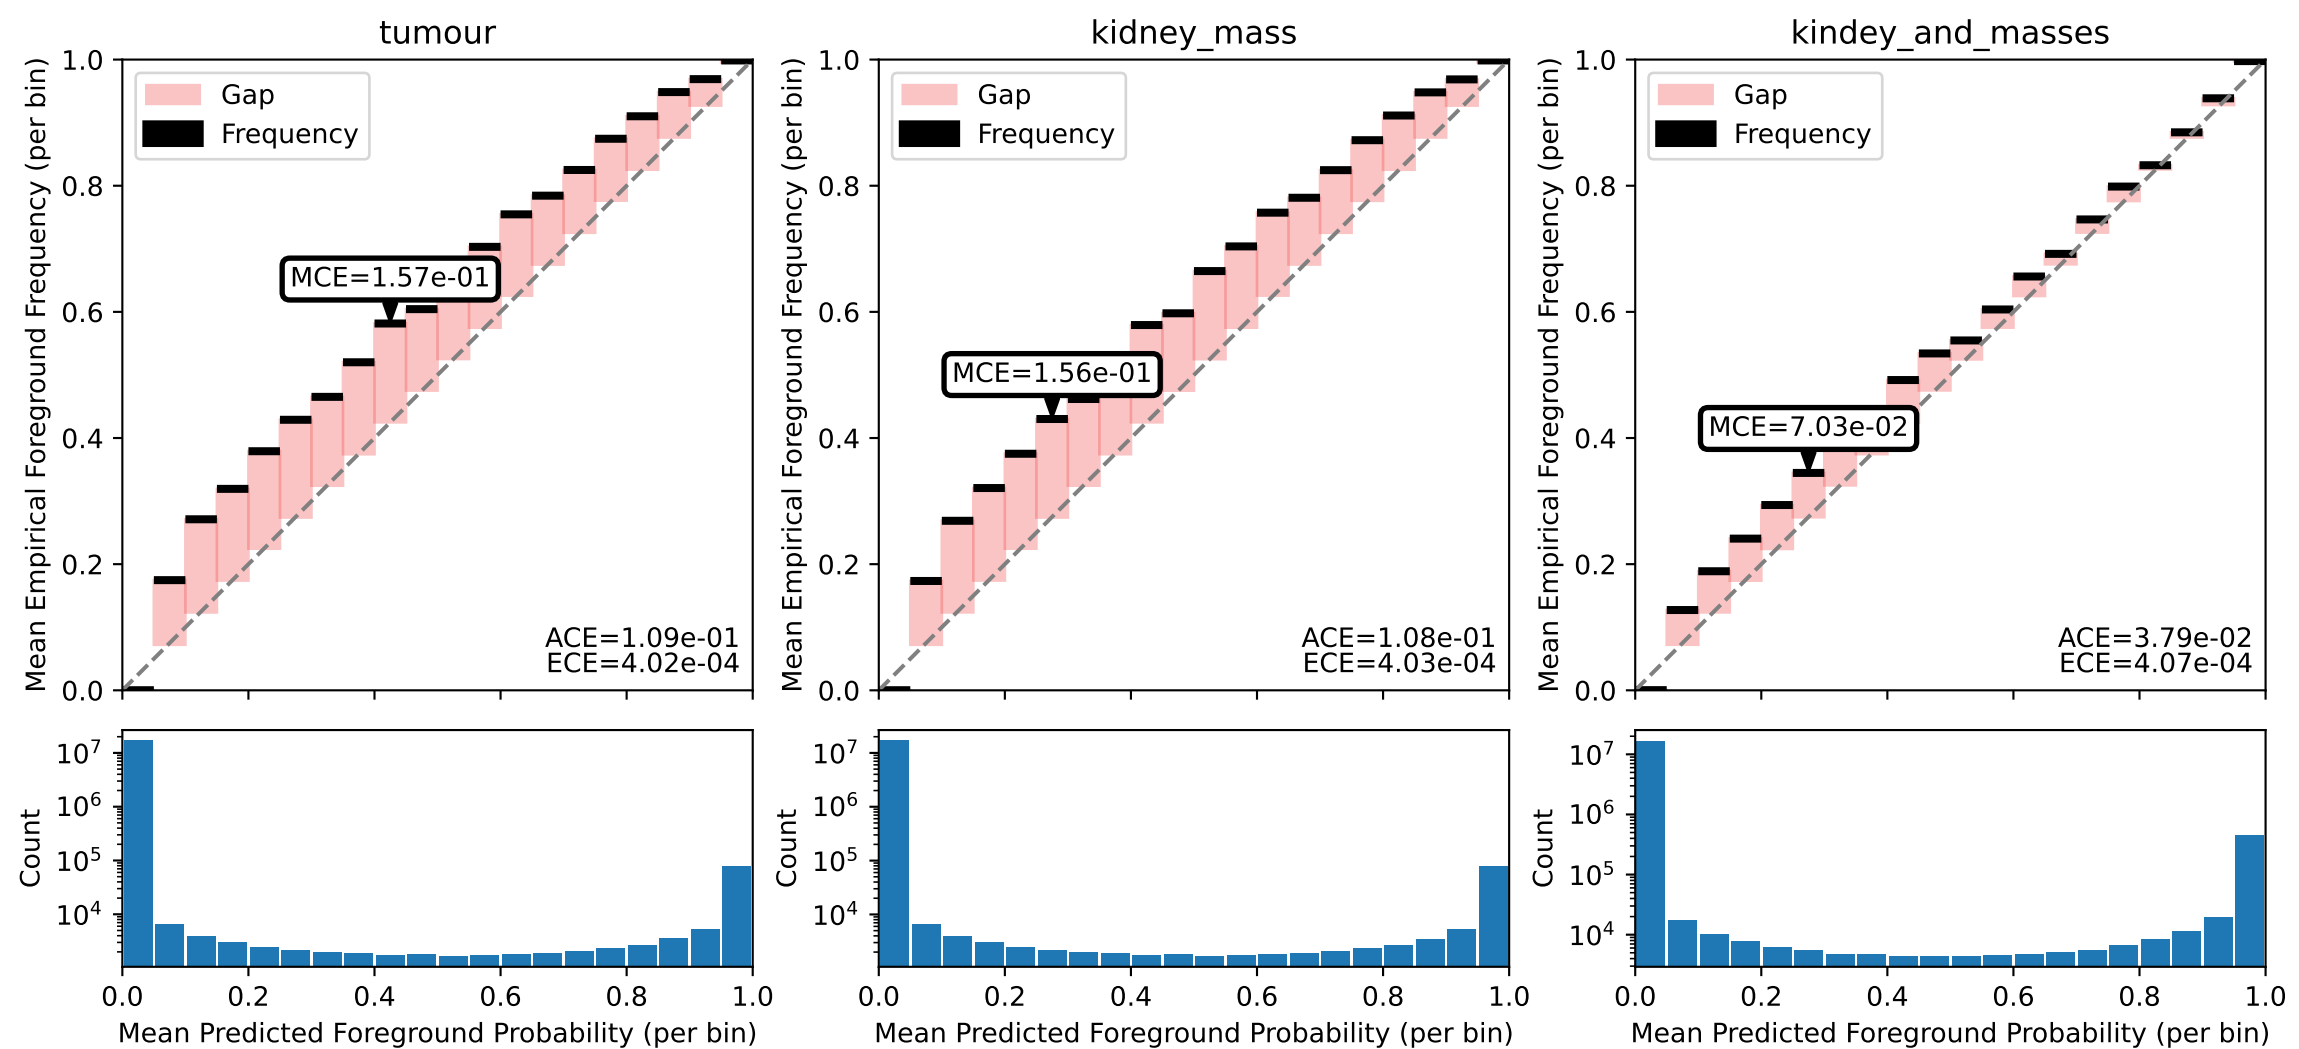 tumour
1.0
0.8
0.6
0.4
0.2
0.0
Mean Empirical Foreground Frequency (per bin)
Gap
Frequency
MCE=1.57e-01
ACE=1.09e-01
ECE=4.02e-04
kidney_mass
1.0
0.8
0.6
0.4
0.2
0.0
Mean Empirical Foreground Frequency (per bin)
Gap
Frequency
MCE=1.56e-01
ACE=1.08e-01
ECE=4.03e-04
kindey_and_masses
1.0
0.8
0.6
0.4
0.2
0.0
Mean Empirical Foreground Frequency (per bin)
Gap
Frequency
MCE=7.03e-02
ACE=3.79e-02
ECE=4.07e-04
10⁷
10⁶
10⁵
10⁴
Count
0.0 0.2 0.4 0.6 0.8 1.0
Mean Predicted Foreground Probability (per bin)
10⁷
10⁶
10⁵
10⁴
Count
0.0 0.2 0.4 0.6 0.8 1.0
Mean Predicted Foreground Probability (per bin)
10⁷
10⁶
10⁵
10⁴
Count
0.0 0.2 0.4 0.6 0.8 1.0
Mean Predicted Foreground Probability (per bin)